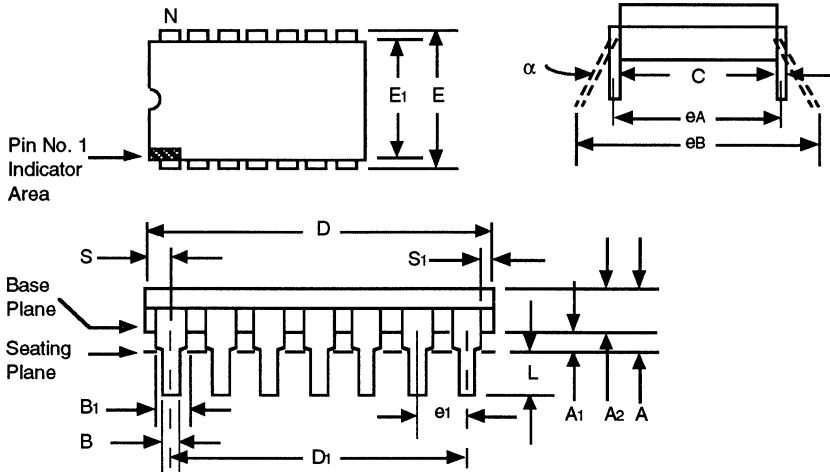 N
E1
E
Pin No. 1
Indicator
Area
α
C
eA
eB
D
S
S1
Base
Plane
Seating
Plane
L
B1
e1
A1
A2
A
B
D1